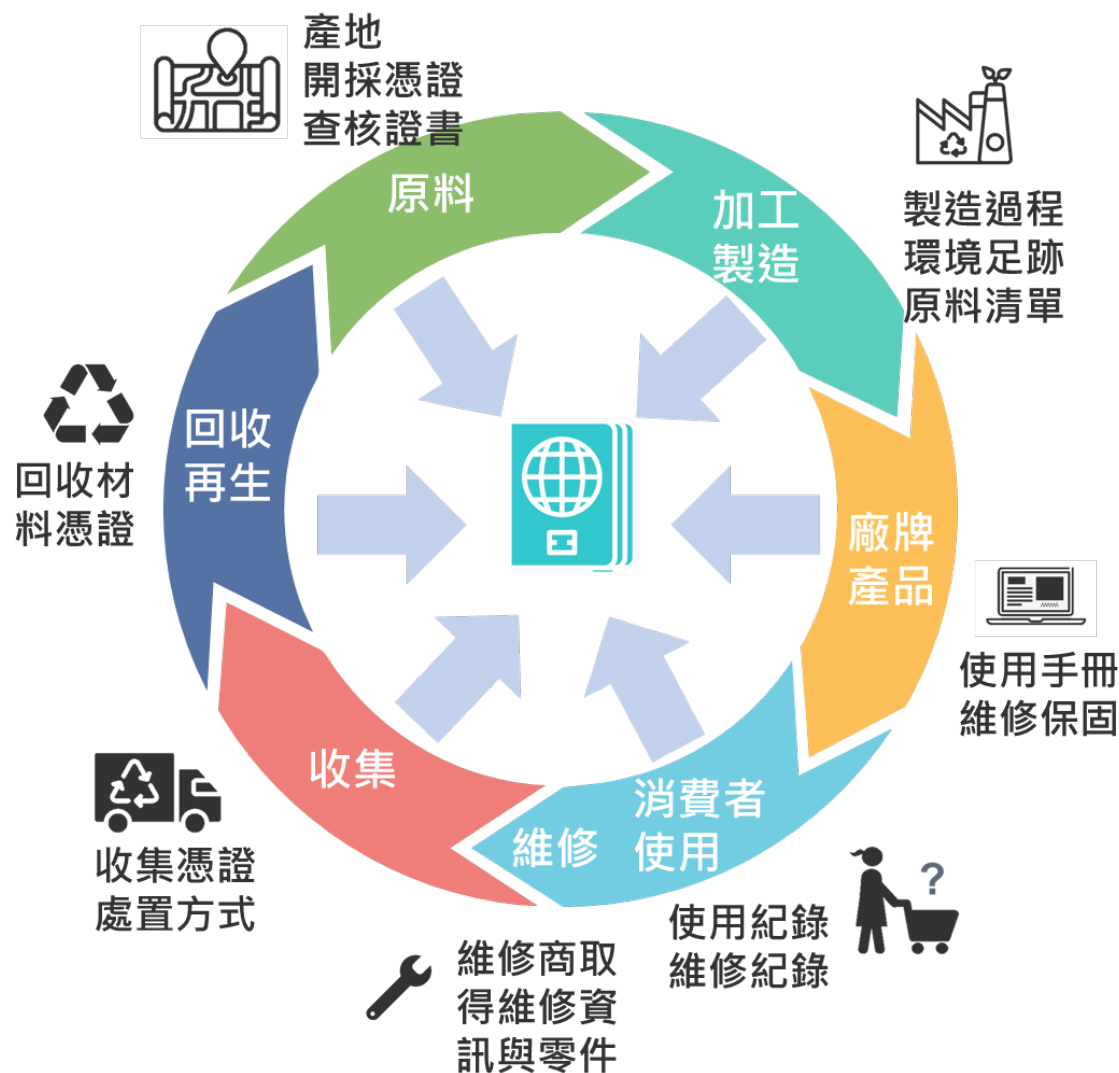 產地
開採憑證
查核證書
原料
加工
製造
製造過程
環境足跡
原料清單
廠牌
產品
使用手冊
維修保固
消費者
使用
維修
使用紀錄
維修紀錄
?
維修商取
得維修資
訊與零件
收集
收集憑證
處置方式
回收
再生
回收材
料憑證